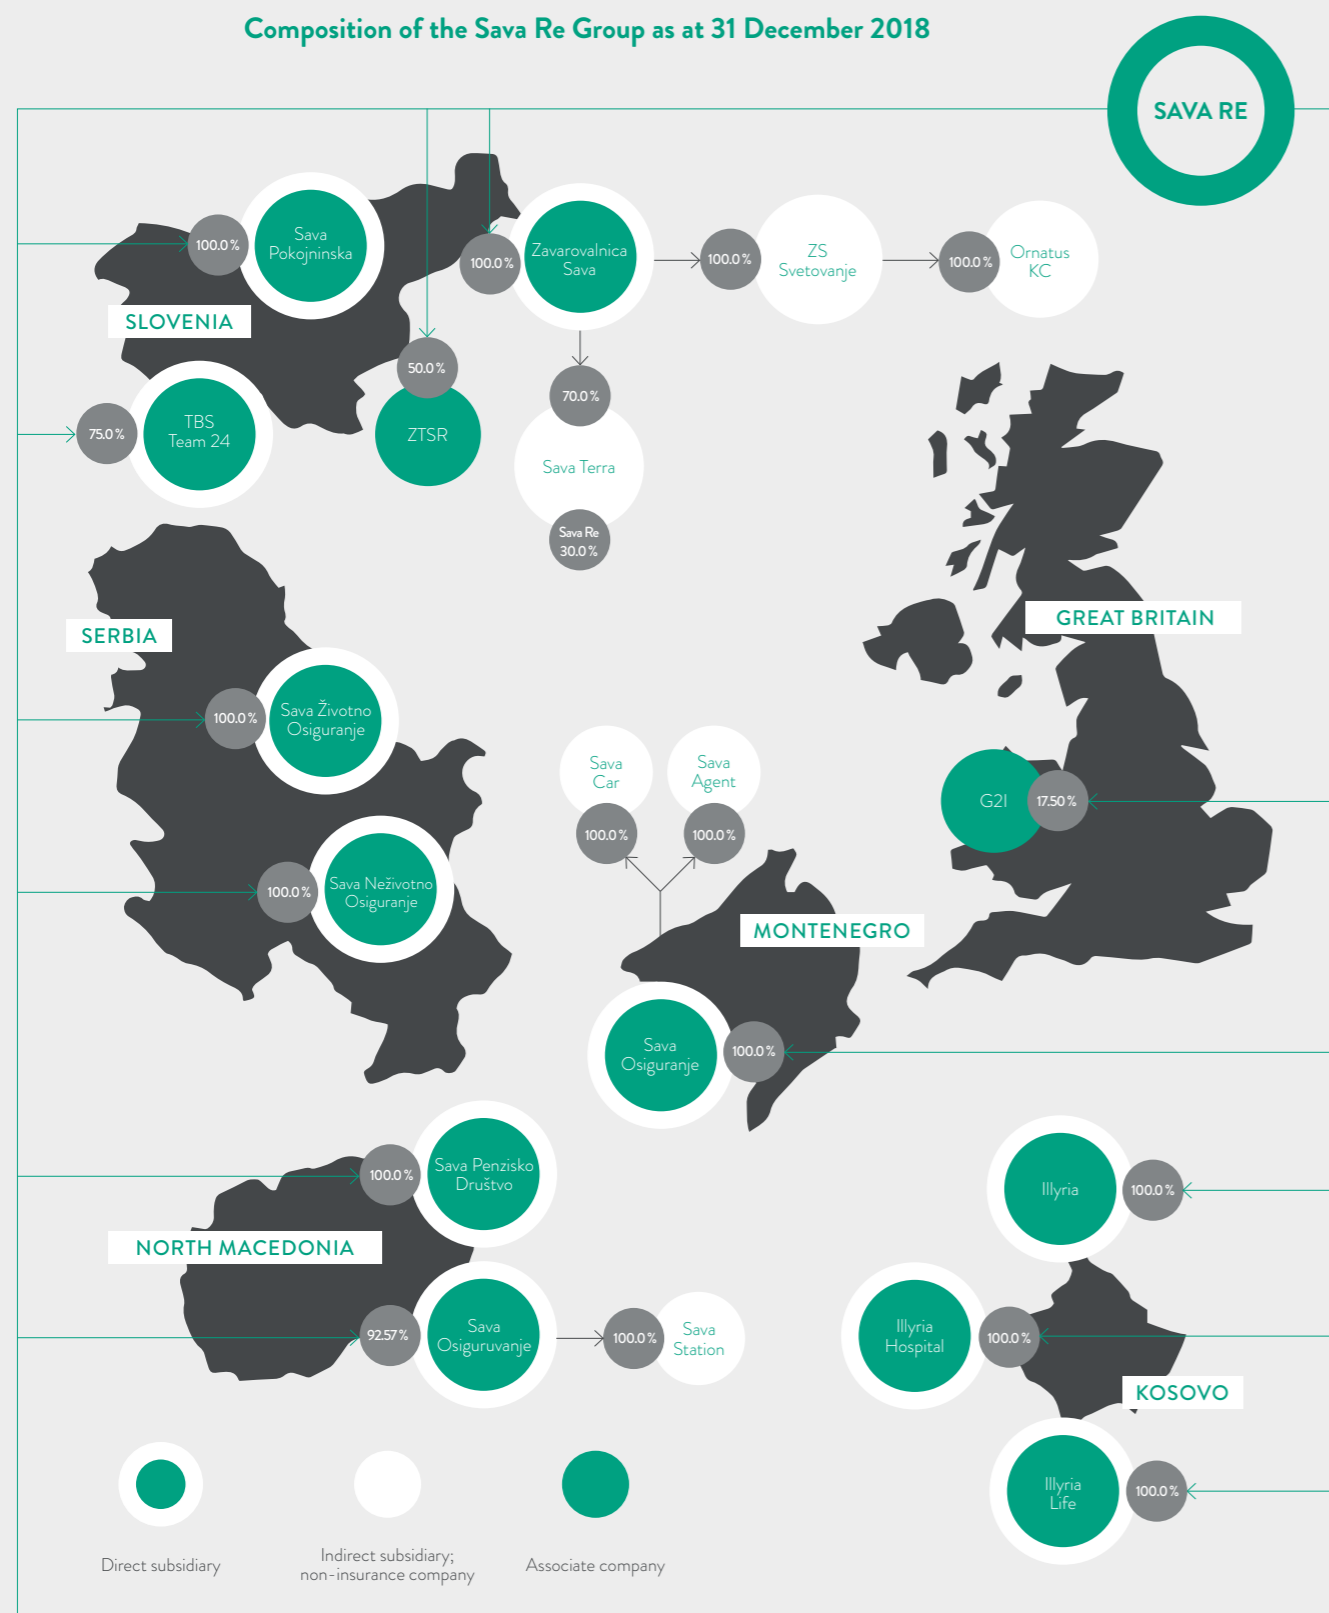 Composition of the Sava Re Group as at 31 December 2018
SAVA RE
Sava
Pokojninska
100.0 %
100.0 %
Zavarovalnica
Sava
100.0 %
ZS
Svetovanje
100.0 %
Ornatus
KC
SLOVENIA
50.0 %
ZTSR
70.0 %
Sava Terra
Sava Re
30.0 %
75.0 %
TBS
Team 24
SERBIA
100.0 %
Sava Životno
Osiguranje
100.0 %
Sava Neživotno
Osiguranje
GREAT BRITAIN
G2I
17.50 %
Sava
Car
100.0 %
Sava
Agent
100.0 %
MONTENEGRO
Sava
Osiguranje
100.0 %
100.0 %
Sava Penzisko
Društvo
NORTH MACEDONIA
92.57 %
Sava
Osiguruvanje
100.0 %
Sava
Station
Illyria
100.0 %
Illyria
Hospital
100.0 %
KOSOVO
Illyria
Life
100.0 %
Direct subsidiary
Indirect subsidiary;
non-insurance company
Associate company